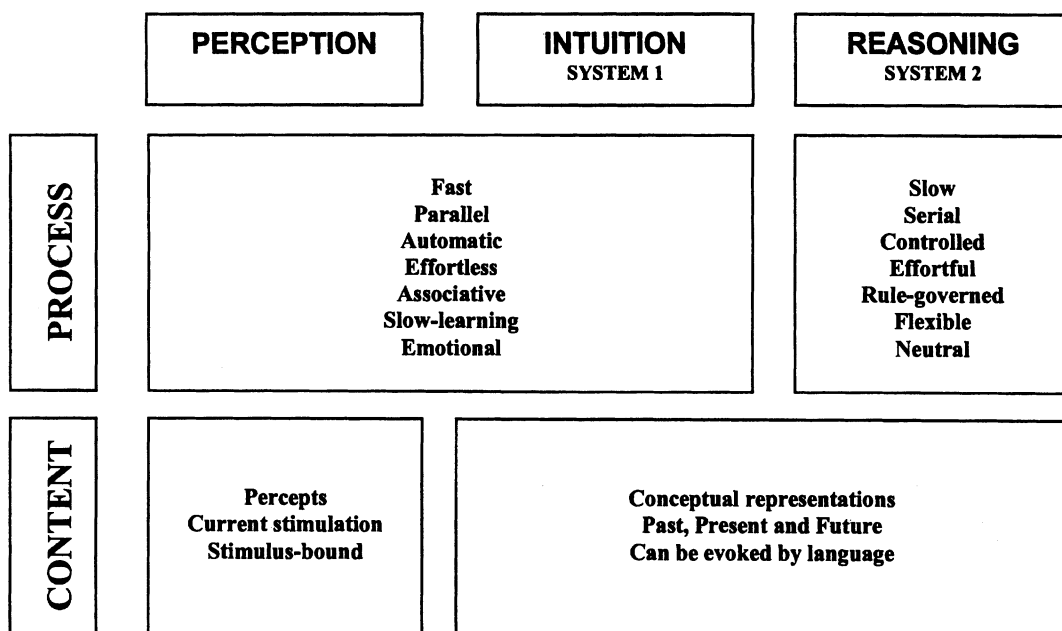 PERCEPTION
INTUITION
SYSTEM 1
REASONING
SYSTEM 2
PROCESS
Fast
Parallel
Automatic
Effortless
Associative
Slow-learning
Emotional
Slow
Serial
Controlled
Effortful
Rule-governed
Flexible
Neutral
CONTENT
Percepts
Current stimulation
Stimulus-bound
Conceptual representations
Past, Present and Future
Can be evoked by language